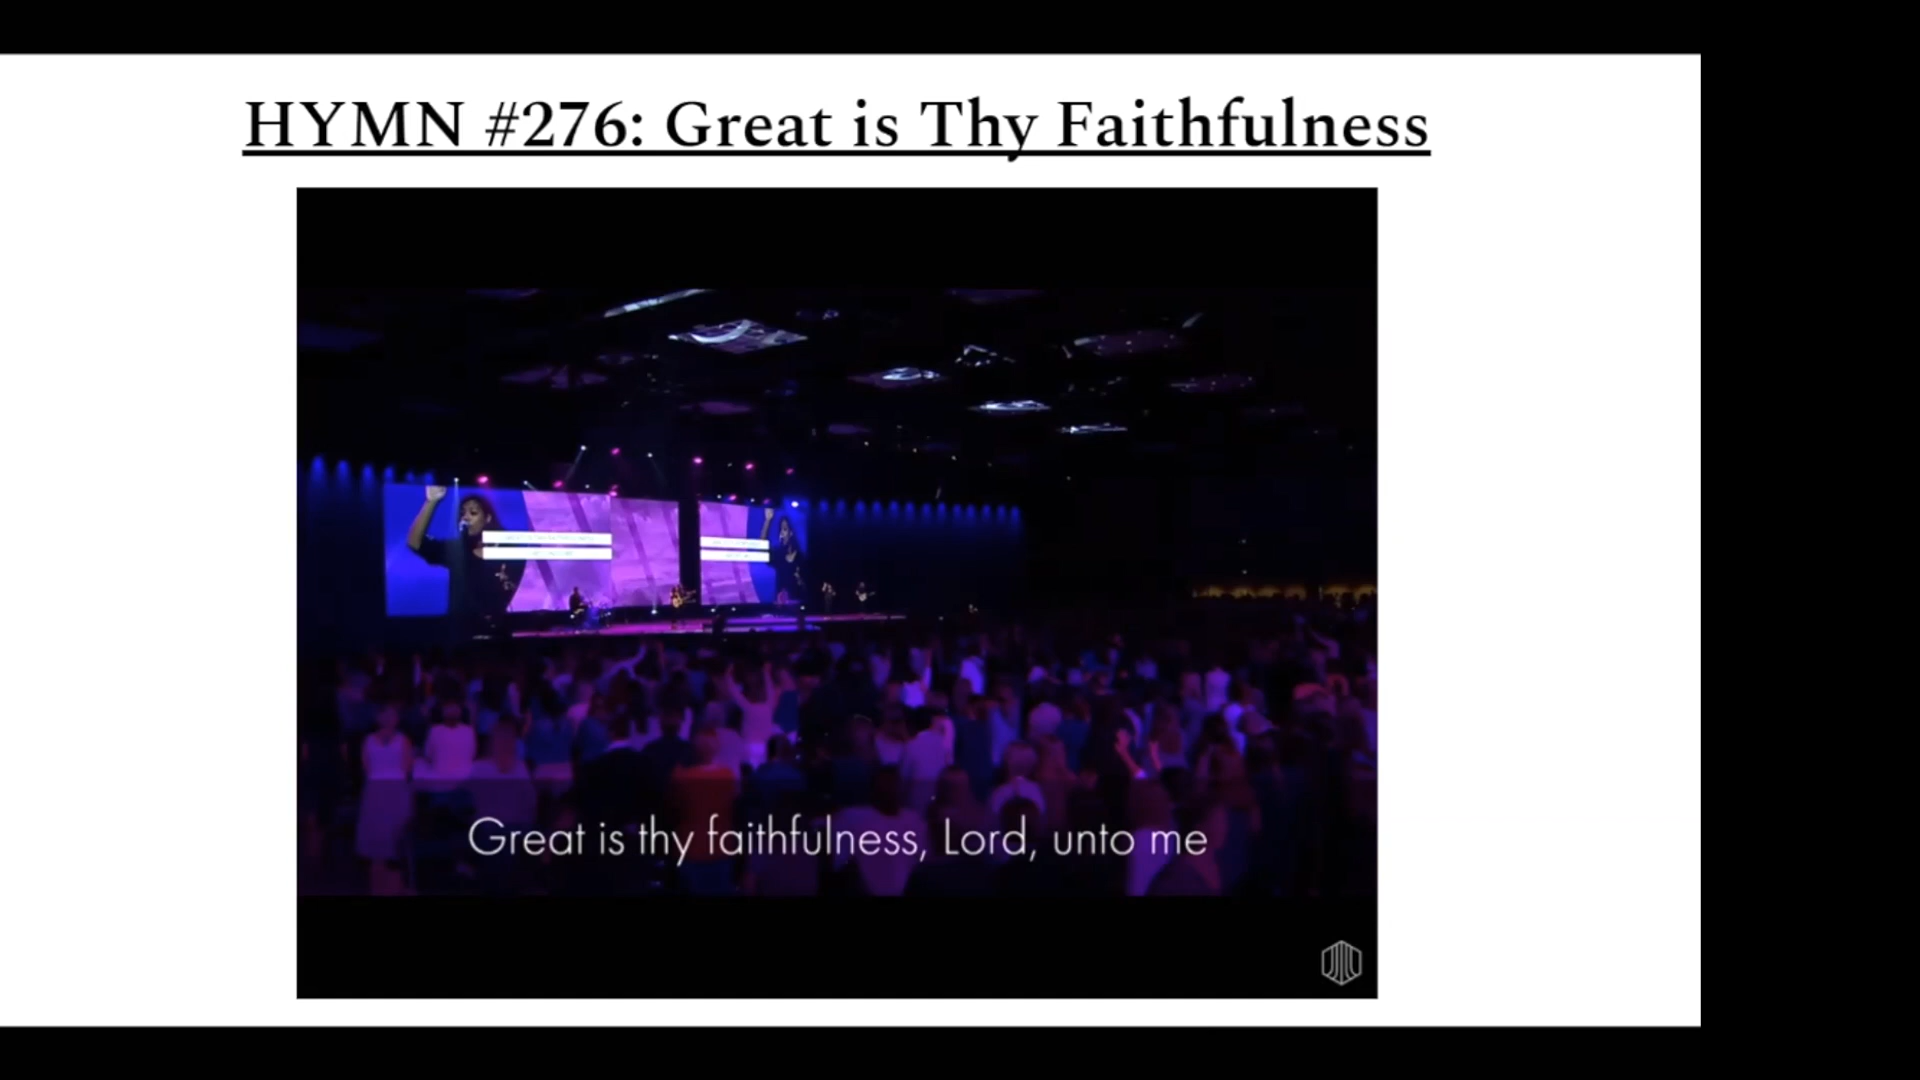 HYMN #276: Great is Thy Faithfulness
Great is thy faithfulness, Lord, unto me